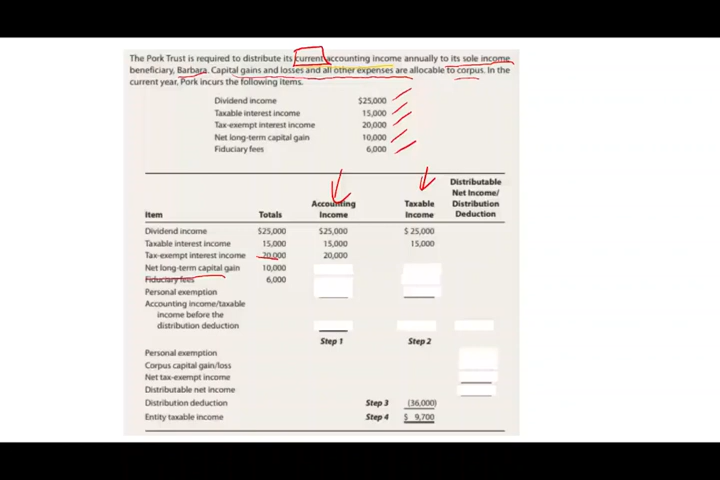 The Pork Trust is required to distribute its current accounting income annually to its sole income
beneficiary, Barbara. Capital gains and losses and all other expenses are allocable to corpus. In the
current year, Pork incurs the following items.
Dividend income $25,000
Taxable interest income 15,000
Tax-exempt interest income 20,000
Net long-term capital gain 10,000
Fiduciary fees 6,000
Distributable
Net Income/
Accounting Taxable Distribution
Item Totals Income Income Deduction
Dividend income $25,000 $25,000 $ 25,000
Taxable interest income 15,000 15,000 15,000
Tax-exempt interest income 20,000 20,000
Net long-term capital gain 10,000
Fiduciary fees 6,000
Personal exemption
Accounting income/taxable
income before the
distribution deduction
Step 1 Step 2
Personal exemption
Corpus capital gain/loss
Net tax-exempt income
Distributable net income
Distribution deduction Step 3 (36,000)
Entity taxable income Step 4 $ 9,700